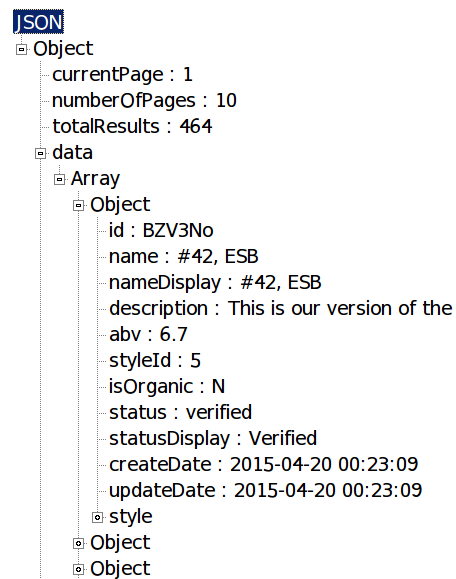 JSON
Object
currentPage : 1
numberOfPages : 10
totalResults : 464
data
Array
Object
id : BZV3No
name : #42, ESB
nameDisplay : #42, ESB
description : This is our version of the
abv : 6.7
styleId : 5
isOrganic : N
status : verified
statusDisplay : Verified
createDate : 2015-04-20 00:23:09
updateDate : 2015-04-20 00:23:09
style
Object
Object